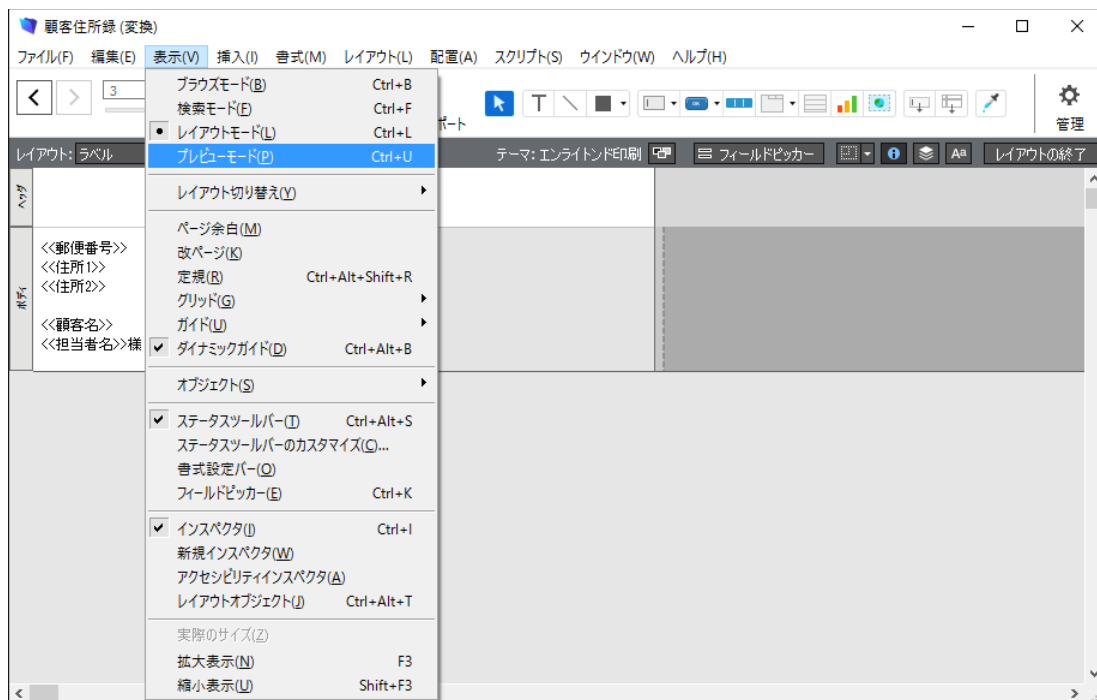 顧客住所録 (変換)
ファイル(F) 編集(E) 表示(V) 挿入(I) 書式(M) レイアウト(L) 配置(A) スクリプト(S) ウインドウ(W) ヘルプ(H)
3
T
ポート
管理
レイアウト: ラベル
テーマ: エンライトンド印刷
フィールドピッカー
Aa
レイアウトの終了
ブラウズモード(B) Ctrl+B
検索モード(F) Ctrl+F
レイアウトモード(L) Ctrl+L
プレビューモード(P) Ctrl+U
レイアウト切り替え(Y)
ページ余白(M)
改ページ(K)
定規(R) Ctrl+Alt+Shift+R
グリッド(G)
ガイド(U)
ダイナミックガイド(D) Ctrl+Alt+B
オブジェクト(S)
ステータスツールバー(T) Ctrl+Alt+S
ステータスツールバーのカスタマイズ(C)...
書式設定バー(O)
フィールドピッカー(E) Ctrl+K
インスペクタ(I) Ctrl+I
新規インスペクタ(W)
アクセシビリティインスペクタ(A)
レイアウトオブジェクト(J) Ctrl+Alt+T
実際のサイズ(Z)
拡大表示(N) F3
縮小表示(U) Shift+F3
ヘッダ
ボディ
<<郵便番号>>
<<住所1>>
<<住所2>>
<<顧客名>>
<<担当者名>>様